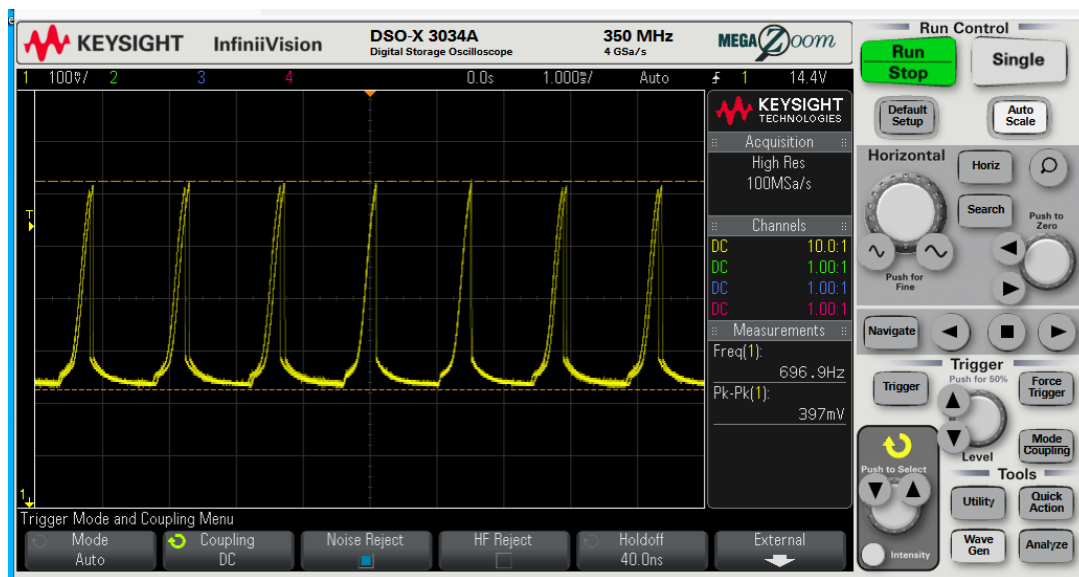 KEYSIGHT InfiniiVision DSO-X 3034A 350 MHz MEGA Zoom
Digital Storage Oscilloscope 4 GSa/s
1 100⅟ 2 3 4 0.0s 1.000⅟ Auto 1 14.4V
T
1
KEYSIGHT
TECHNOLOGIES
Acquisition
High Res
100MSa/s
Channels
DC 10.0:1
DC 1.00:1
DC 1.00:1
DC 1.00:1
Measurements
Freq(1):
696.9Hz
Pk-Pk(1):
397mV
Trigger Mode and Coupling Menu
Mode
Auto
Coupling
DC
Noise Reject
HF Reject
Holdoff
40.0ns
External
Run Control
Run
Stop
Single
Default
Setup
Auto
Scale
Horizontal
Horiz
Search
Push to
Zero
Push for
Fine
Navigate
Trigger
Push for 50%
Trigger
Force
Trigger
Level
Mode
Coupling
Push to Select
Intensity
Tools
Utility
Quick
Action
Wave
Gen
Analyze